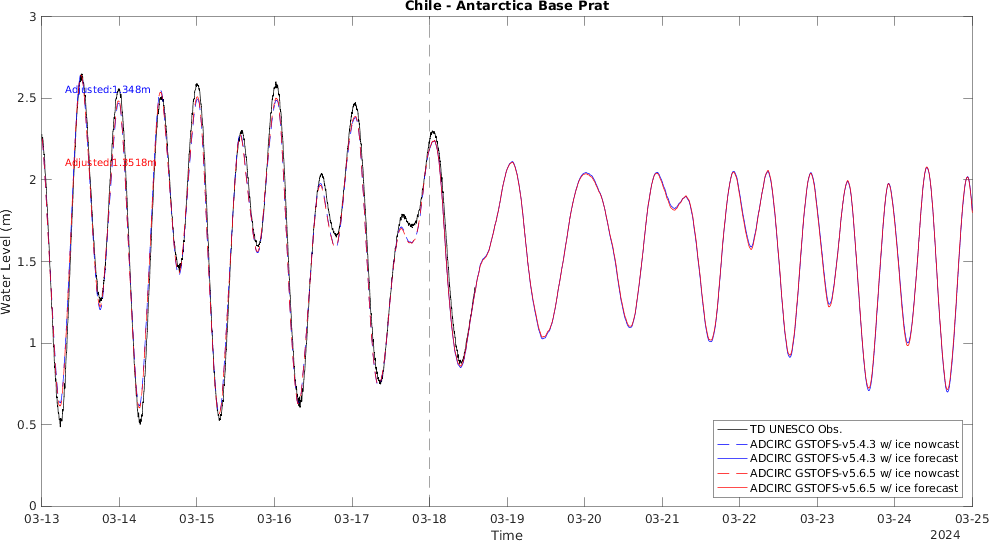 Chile - Antarctica Base Prat
3
2.5
2
1.5
1
0.5
0
Water Level (m)
Adjusted:1.348m
Adjusted:1.3518m
TD UNESCO Obs.
ADCIRC GSTOFS-v5.4.3 w/ ice nowcast
ADCIRC GSTOFS-v5.4.3 w/ ice forecast
ADCIRC GSTOFS-v5.6.5 w/ ice nowcast
ADCIRC GSTOFS-v5.6.5 w/ ice forecast
03-13 03-14 03-15 03-16 03-17 03-18 03-19 03-20 03-21 03-22 03-23 03-24 03-25
Time
2024